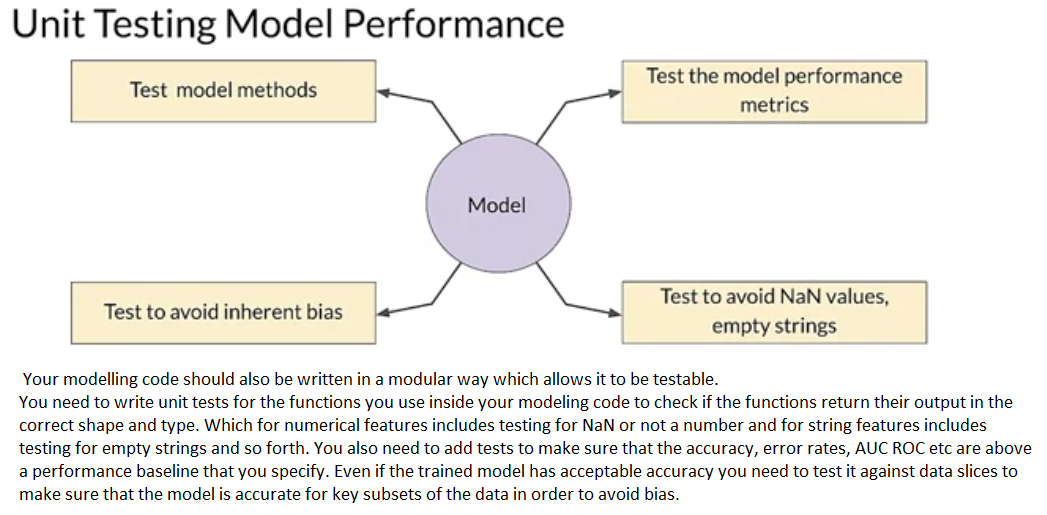 Unit Testing Model Performance
Test model methods
Test the model performance
metrics
Model
Test to avoid inherent bias
Test to avoid NaN values,
empty strings
Your modelling code should also be written in a modular way which allows it to be testable.
You need to write unit tests for the functions you use inside your modeling code to check if the functions return their output in the
correct shape and type. Which for numerical features includes testing for NaN or not a number and for string features includes
testing for empty strings and so forth. You also need to add tests to make sure that the accuracy, error rates, AUC ROC etc are above
a performance baseline that you specify. Even if the trained model has acceptable accuracy you need to test it against data slices to
make sure that the model is accurate for key subsets of the data in order to avoid bias.